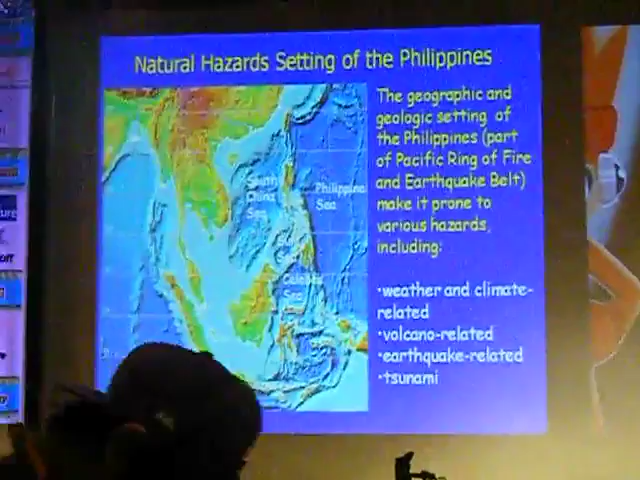 Natural Hazards Setting of the Philippines
The geographic and
geologic setting of
the Philippines (part
of Pacific Ring of Fire
and Earthquake Belt)
make it prone to
various hazards,
including:
•weather and climate-
related
•volcano-related
•earthquake-related
•tsunami
South
China
Sea
Philippine
Sea
Sulu
Sea
Celebes
Sea